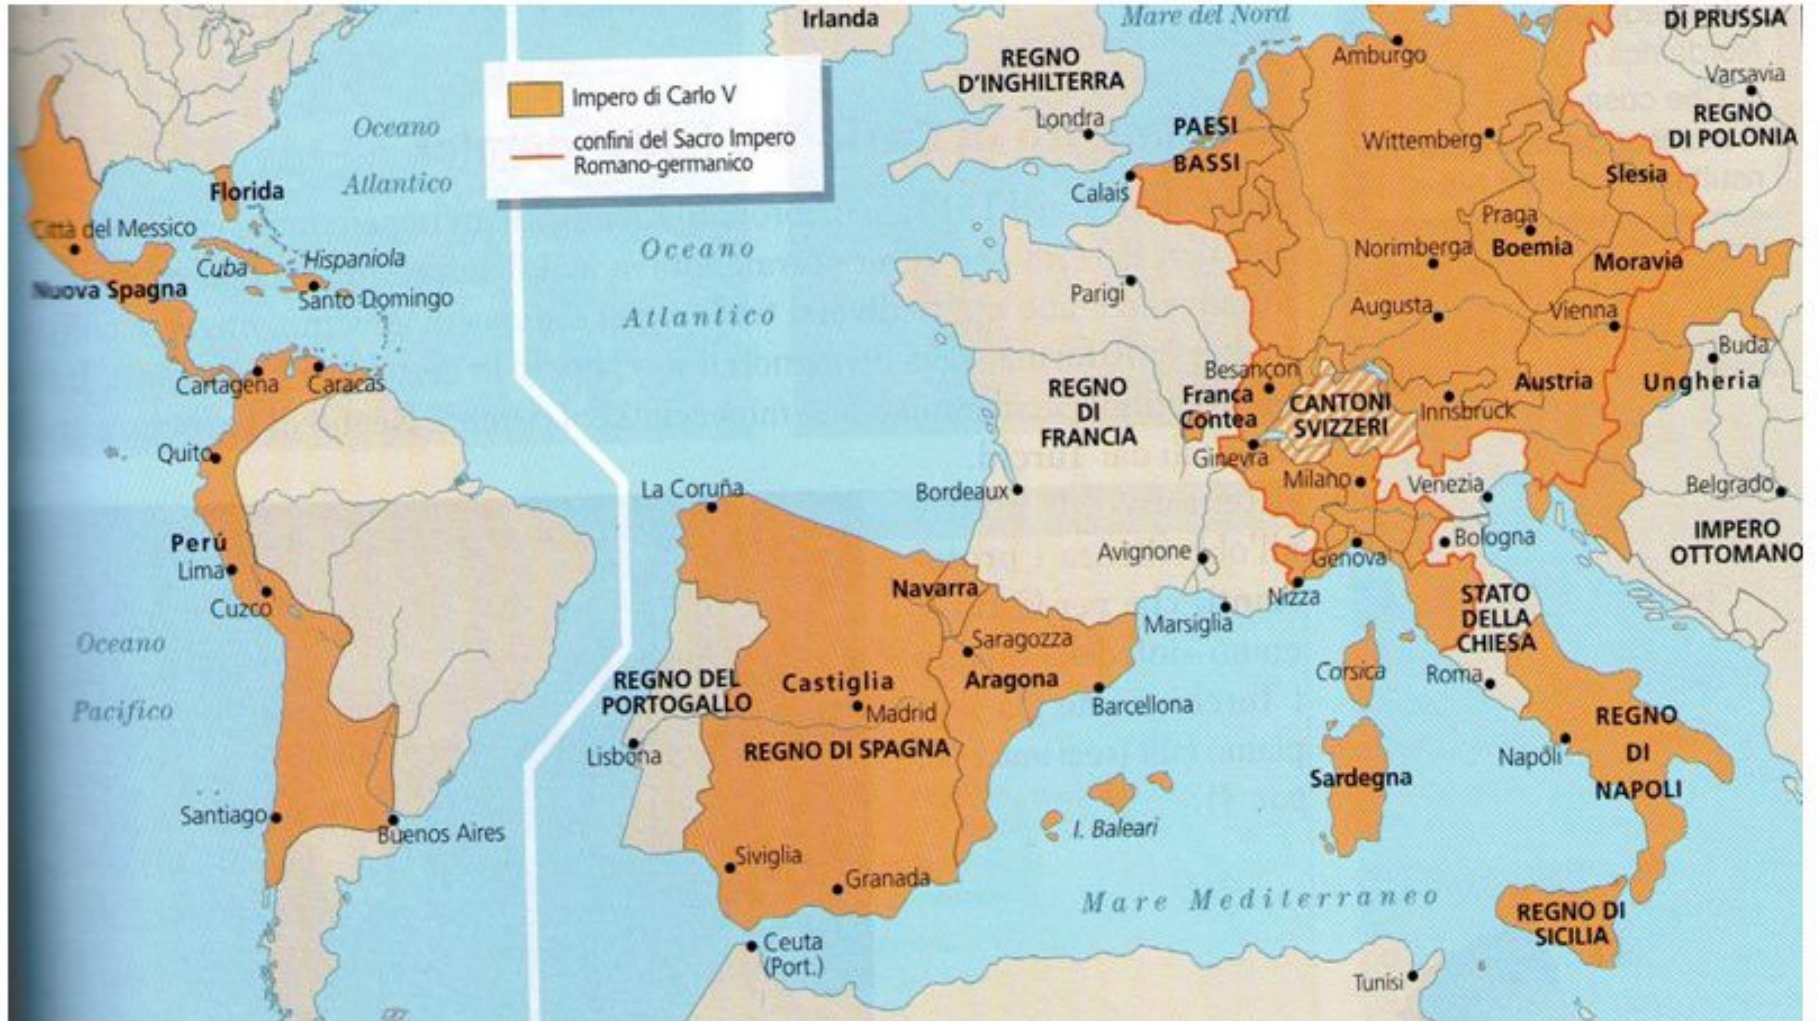 Irlanda
Mare del Nord
DI PRUSSIA
REGNO
D'INGHILTERRA
Amburgo
Varsavia
Impero di Carlo V
confini del Sacro Impero
Romano-germanico
Londra
PAESI
BASSI
Wittemberg
REGNO
DI POLONIA
Oceano
Atlantico
Florida
Calais
Slesia
Città del Messico
Praga
Boemia
Norimberga
Moravia
Oceano
Atlantico
Cuba
Hispaniola
Santo Domingo
Nuova Spagna
Parigi
Augusta
Vienna
Buda
Cartagena
Caracas
Besançon
Franca
Contea
CANTONI
SVIZZERI
Austria
Ungheria
Innsbruck
REGNO
DI
FRANCIA
Quito
Ginevra
La Coruña
Bordeaux
Milano
Venezia
Belgrado
Perú
Lima
Cuzco
Avignone
Genova
Bologna
IMPERO
OTTOMANO
Navarra
Nizza
STATO
DELLA
CHIESA
Marsiglia
Oceano
Pacifico
Saragozza
Aragona
Corsica
Roma
REGNO DEL
PORTOGALLO
Castiglia
Madrid
Barcellona
REGNO
DI
NAPOLI
Lisbona
REGNO DI SPAGNA
Napoli
Sardegna
Santiago
Buenos Aires
I. Baleari
Siviglia
Granada
Mare Mediterraneo
REGNO DI
SICILIA
Ceuta
(Port.)
Tunisi